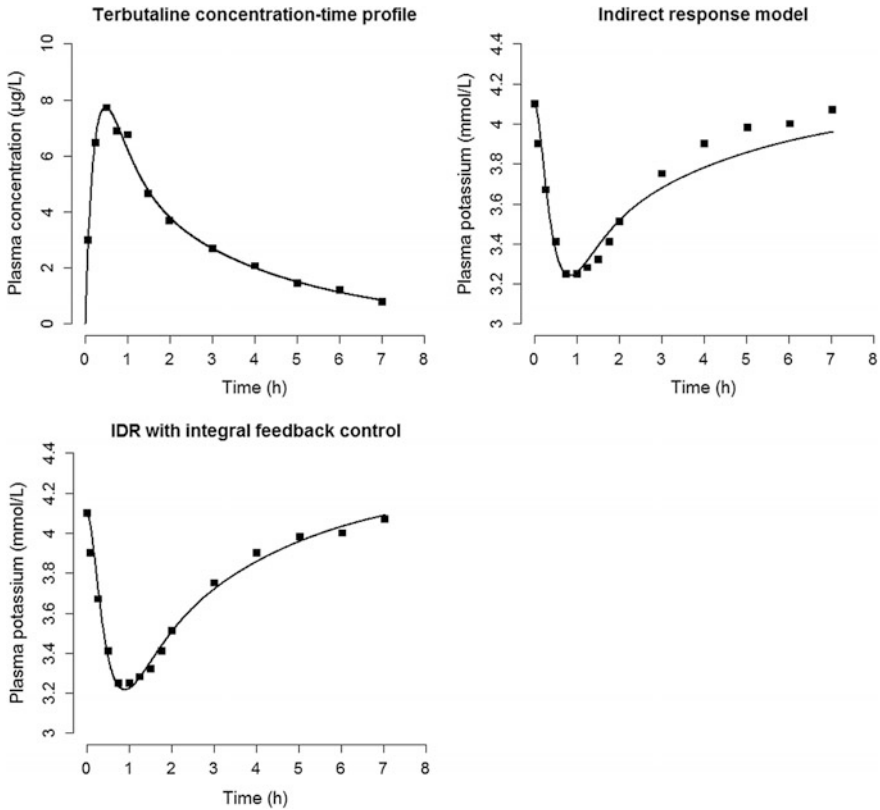 Terbutaline concentration-time profile
Plasma concentration (µg/L)
10
8
6
4
2
0
0 1 2 3 4 5 6 7 8
Time (h)
Indirect response model
Plasma potassium (mmol/L)
4.4
4.2
4
3.8
3.6
3.4
3.2
3
0 1 2 3 4 5 6 7 8
Time (h)
IDR with integral feedback control
Plasma potassium (mmol/L)
4.4
4.2
4
3.8
3.6
3.4
3.2
3
0 1 2 3 4 5 6 7 8
Time (h)